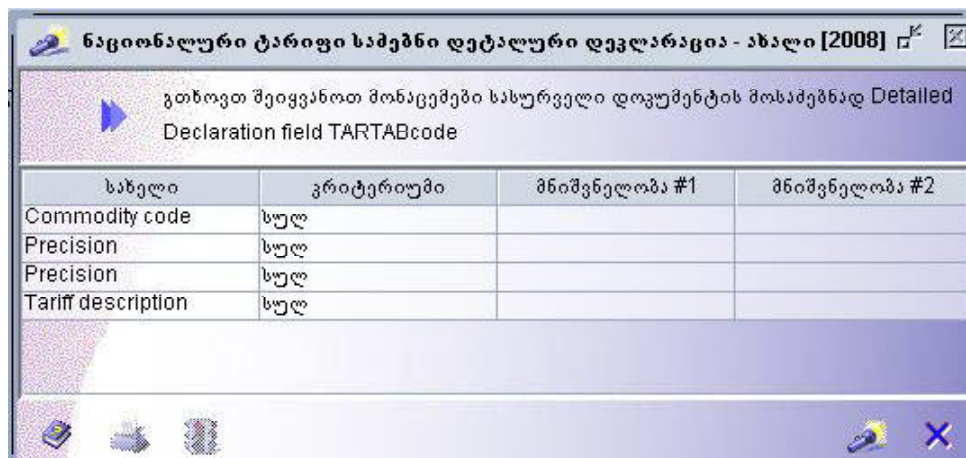 ნაციონალური ტარიფი საძებნი დეტალური დეკლარაცია - ახალი [2008]
გთხოვთ შეიყვანოთ მონაცემები სასურველი დოკუმენტის მოსაძებნად Detailed
Declaration field TARTABcode
სახელი კრიტერიუმი მნიშვნელობა #1 მნიშვნელობა #2
Commodity code სულ
Precision სულ
Precision სულ
Tariff description სულ